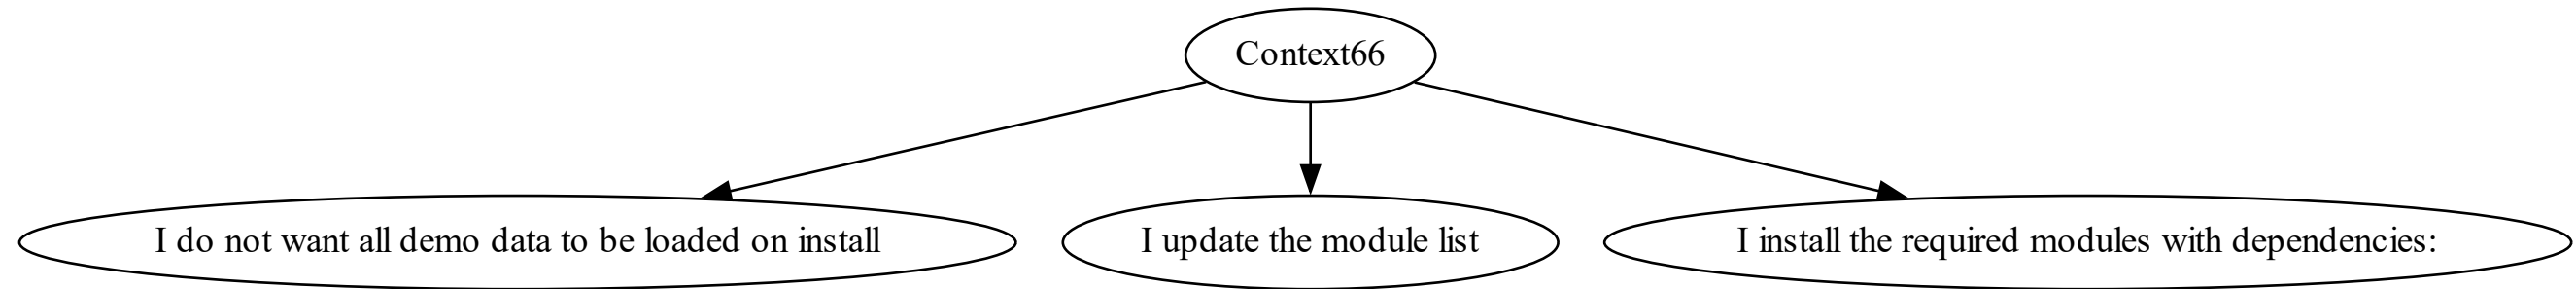 Context66
I do not want all demo data to be loaded on install
I update the module list
I install the required modules with dependencies: